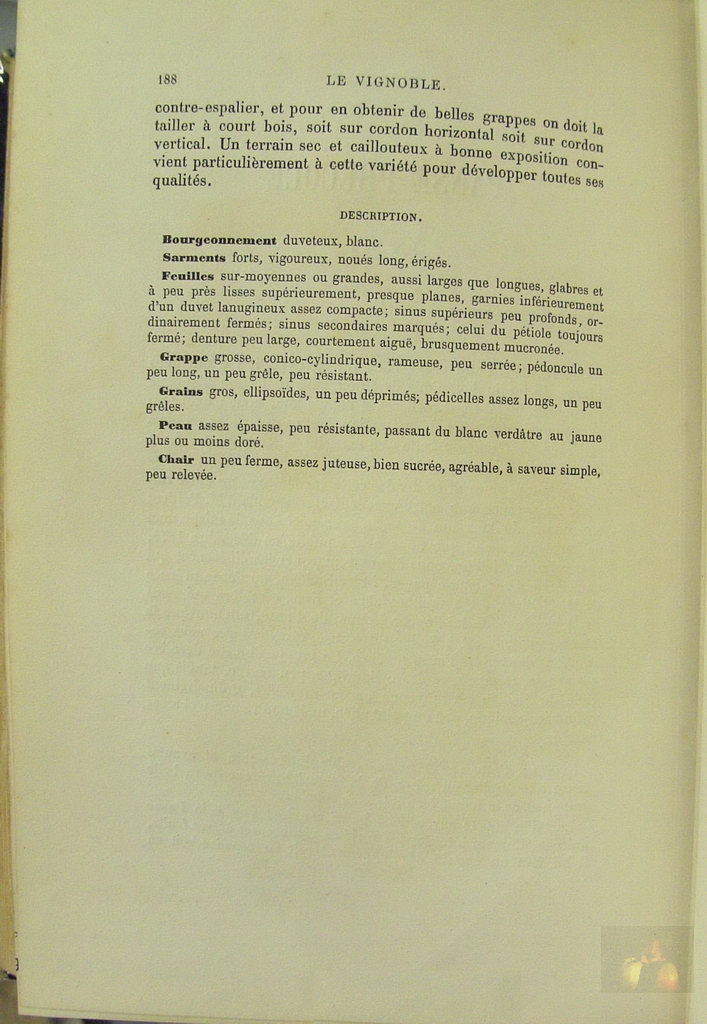 188
LE VIGNOBLE.
contre-espalier, et pour en obtenir de belles grappes on doit la
tailler à court bois, soit sur cordon horizontal soit sur cordon
vertical. Un terrain sec et caillouteux à bonne exposition con-
vient particulièrement à cette variété pour développer toutes ses
qualités.
DESCRIPTION.
Bourgeonnement duveteux, blanc.
Sarments forts, vigoureux, noués long, érigés.
Feuilles sur-moyennes ou grandes, aussi larges que longues, glabres et
à peu près lisses supérieurement, presque planes, garnies inférieurement
d'un duvet lanugineux assez compacte; sinus supérieurs peu profonds, or-
dinairement fermés; sinus secondaires marqués; celui du pétiole toujours
fermé; denture peu large, courtement aiguë, brusquement mucronée.
Grappe grosse, conico-cylindrique, rameuse, peu serrée; pédoncule un
peu long, un peu grêle, peu résistant.
Grains gros, ellipsoïdes, un peu déprimés; pédicelles assez longs, un peu
grêles.
Peau assez épaisse, peu résistante, passant du blanc verdâtre au jaune
plus ou moins doré.
Chair un peu ferme, assez juteuse, bien sucrée, agréable, à saveur simple,
peu relevée.